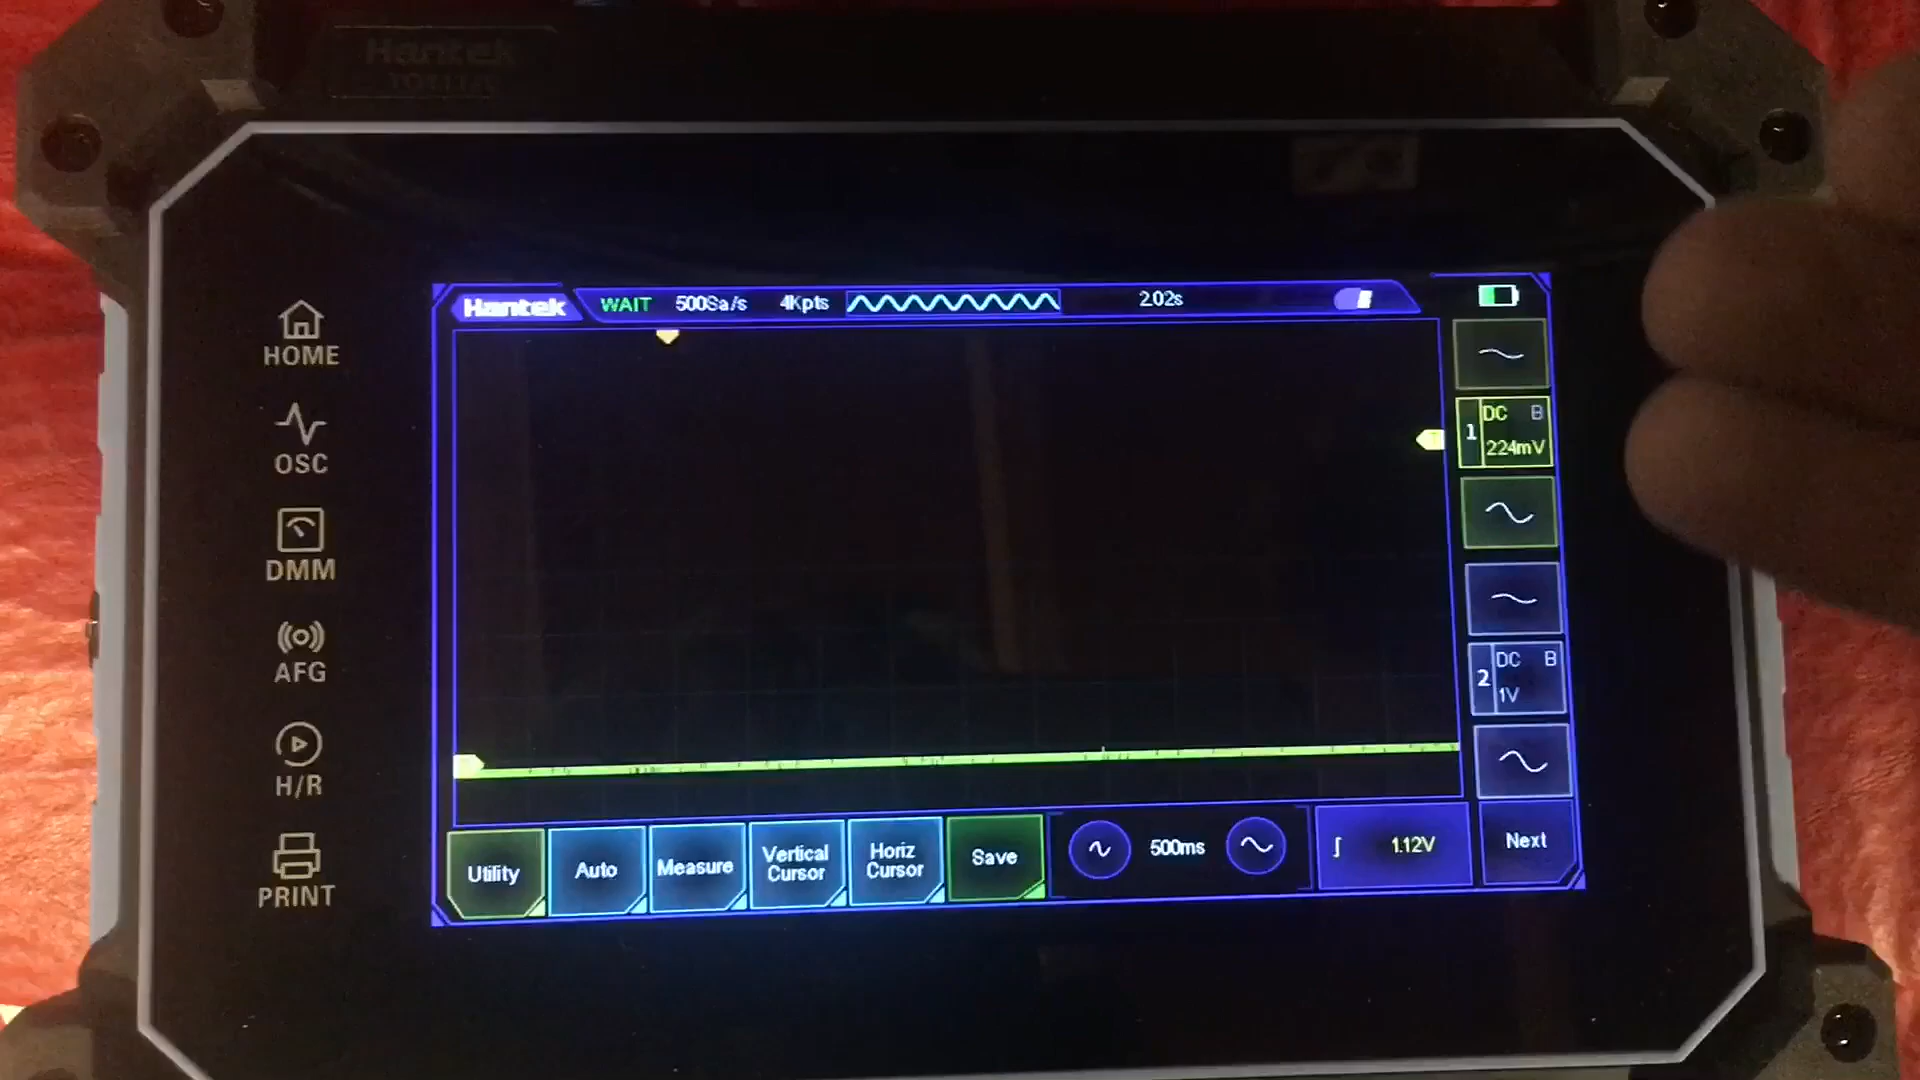 Hantek
Hantek WAIT 500Sa/s 4Kpts 2.02s
HOME
OSC
DMM
AFG
H/R
PRINT
1 DC B
224mV
2 DC B
1V
Utility Auto Measure Vertical Cursor Horiz Cursor Save 500ms 1.12V Next